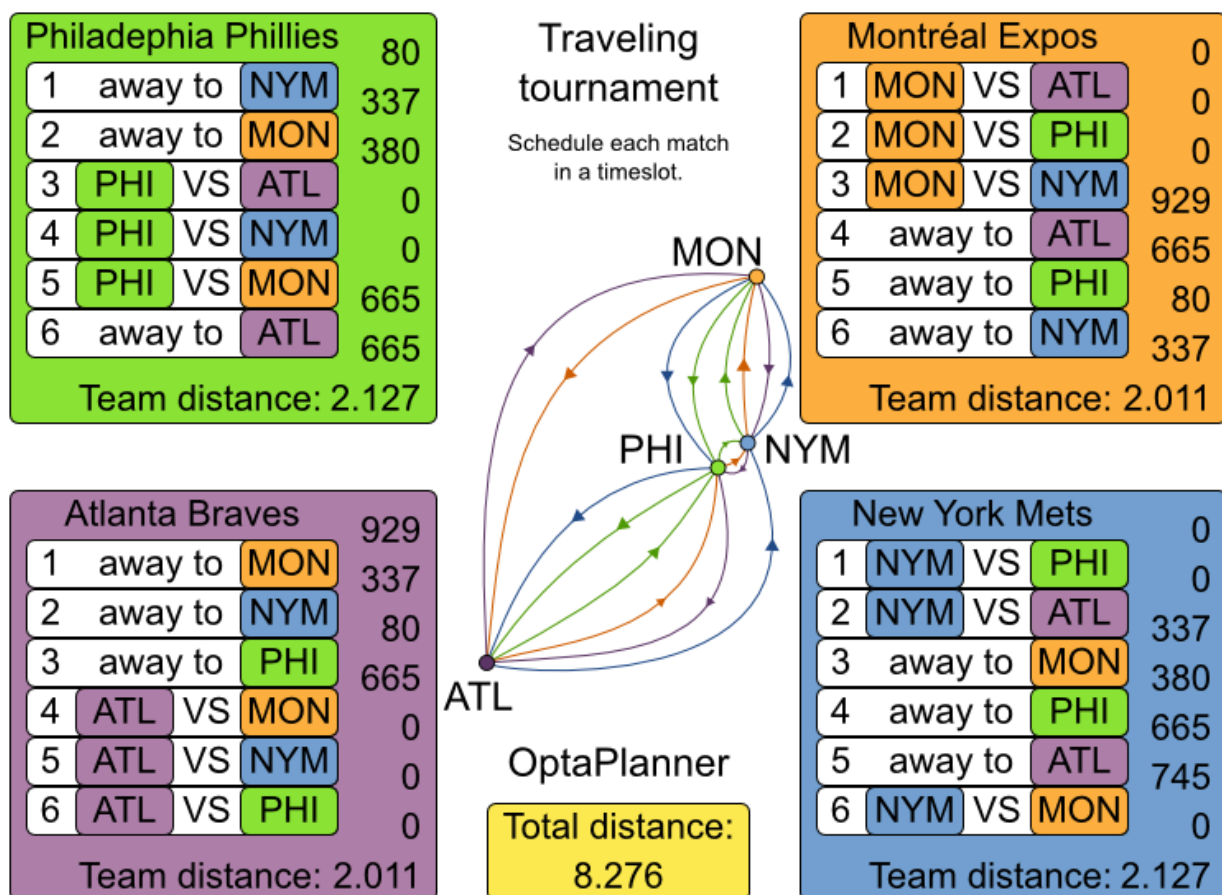 Philadephia Phillies
80
1 away to NYM
337
2 away to MON
380
3 PHI VS ATL
0
4 PHI VS NYM
0
5 PHI VS MON
665
6 away to ATL
665
Team distance: 2.127
Traveling
tournament
Schedule each match
in a timeslot.
Montréal Expos
0
1 MON VS ATL
0
2 MON VS PHI
0
3 MON VS NYM
929
4 away to ATL
665
5 away to PHI
80
6 away to NYM
337
Team distance: 2.011
MON
PHI
NYM
ATL
Atlanta Braves
929
1 away to MON
337
2 away to NYM
80
3 away to PHI
665
4 ATL VS MON
0
5 ATL VS NYM
0
6 ATL VS PHI
0
Team distance: 2.011
OptaPlanner
Total distance:
8.276
New York Mets
0
1 NYM VS PHI
0
2 NYM VS ATL
337
3 away to MON
380
4 away to PHI
665
5 away to ATL
745
6 NYM VS MON
0
Team distance: 2.127